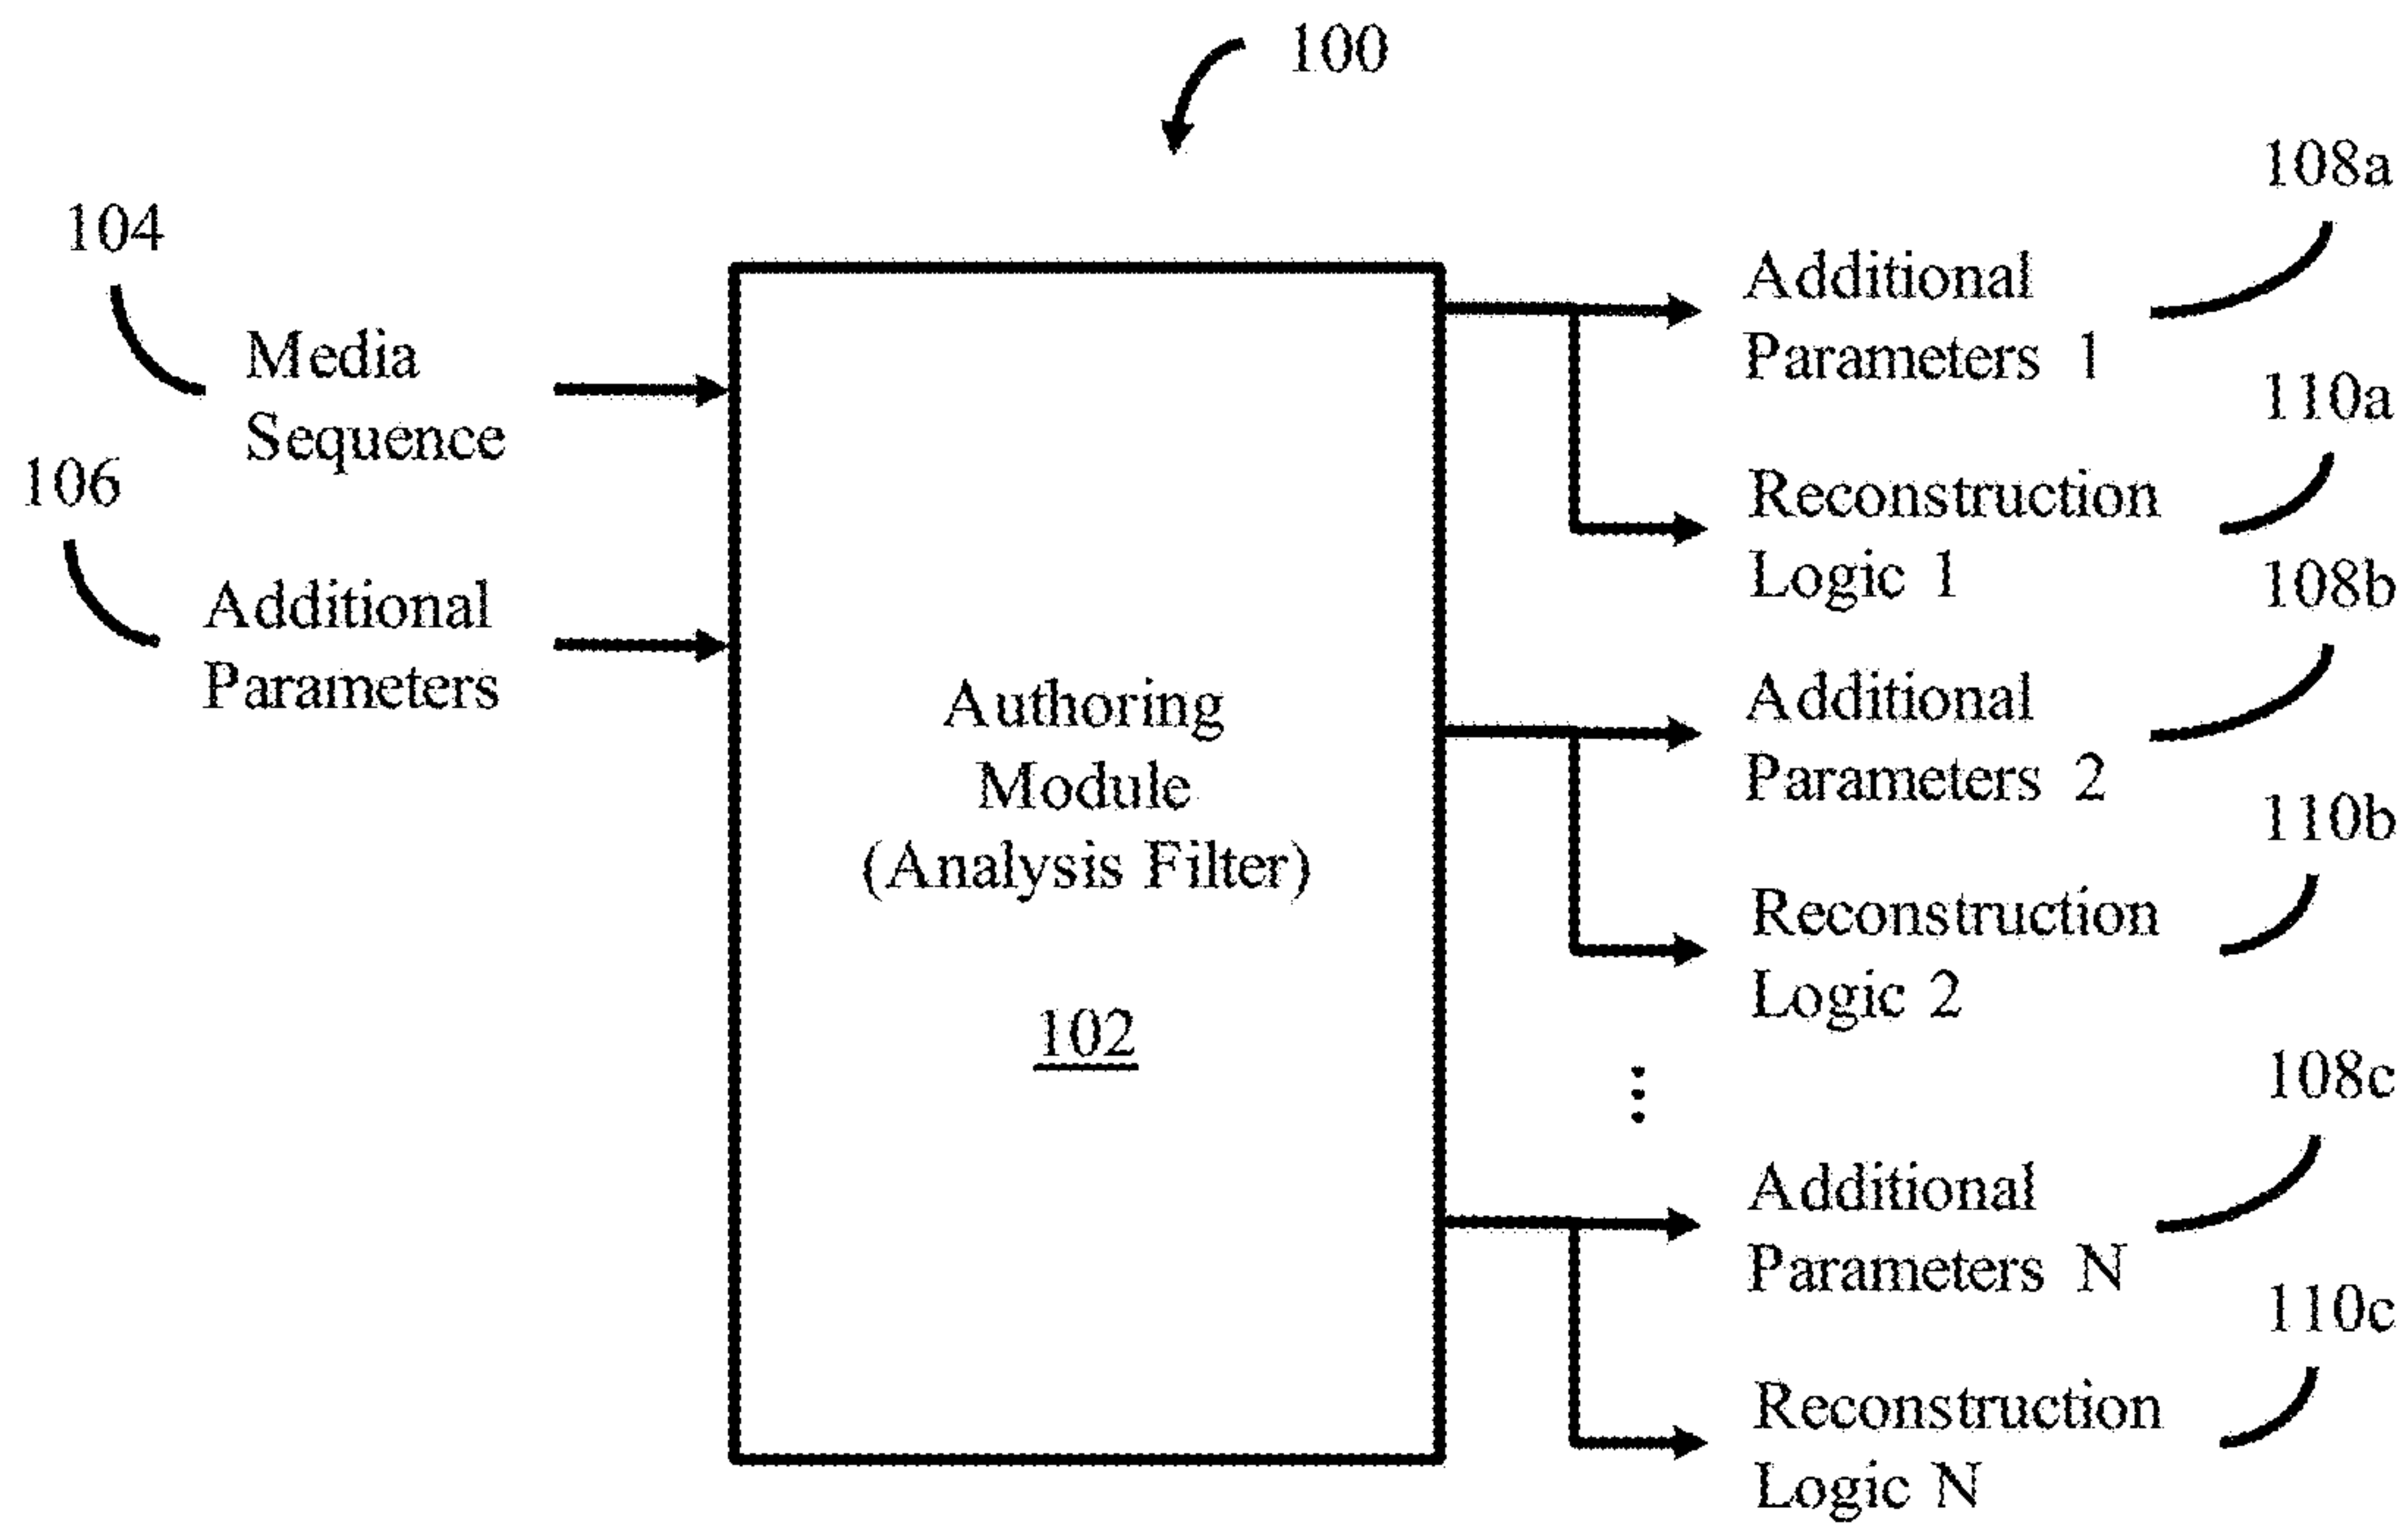 100
104
Media
Sequence
106
Additional
Parameters
Authoring
Module
(Analysis Filter)
102
108a
Additional
Parameters 1
110a
Reconstruction
Logic 1
108b
Additional
Parameters 2
110b
Reconstruction
Logic 2
⋮
108c
Additional
Parameters N
110c
Reconstruction
Logic N